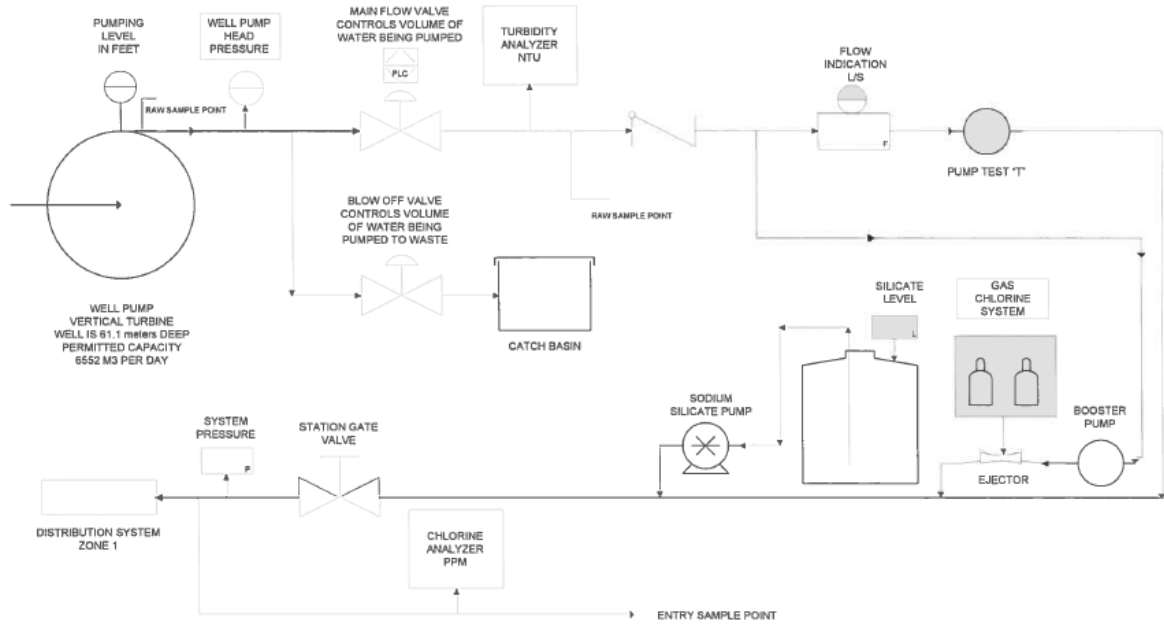 PUMPING
LEVEL
IN FEET
WELL PUMP
HEAD
PRESSURE
MAIN FLOW VALVE
CONTROLS VOLUME OF
WATER BEING PUMPED
PLC
TURBIDITY
ANALYZER
NTU
FLOW
INDICATION
L/S
F
RAW SAMPLE POINT
PUMP TEST "T"
RAW SAMPLE POINT
BLOW OFF VALVE
CONTROLS VOLUME
OF WATER BEING
PUMPED TO WASTE
CATCH BASIN
WELL PUMP
VERTICAL TURBINE
WELL IS 61.1 meters DEEP
PERMITTED CAPACITY
6552 M3 PER DAY
SILICATE
LEVEL
L
GAS
CHLORINE
SYSTEM
SODIUM
SILICATE PUMP
BOOSTER
PUMP
EJECTOR
SYSTEM
PRESSURE
P
STATION GATE
VALVE
DISTRIBUTION SYSTEM
ZONE 1
CHLORINE
ANALYZER
PPM
ENTRY SAMPLE POINT